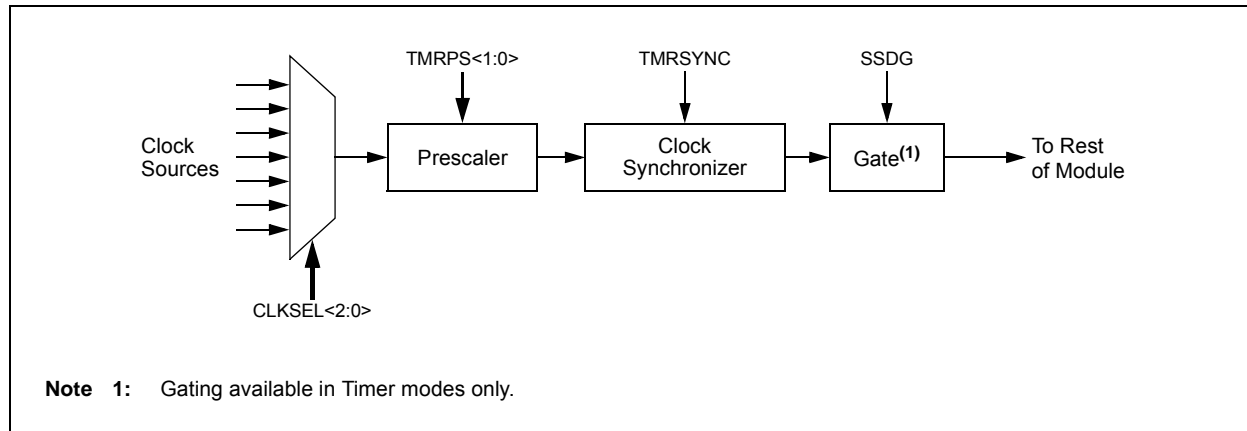 TMRPS<1:0>
TMRSYNC
SSDG
Clock
Sources
Prescaler
Clock
Synchronizer
Gate(1)
To Rest
of Module
CLKSEL<2:0>
Note 1: Gating available in Timer modes only.